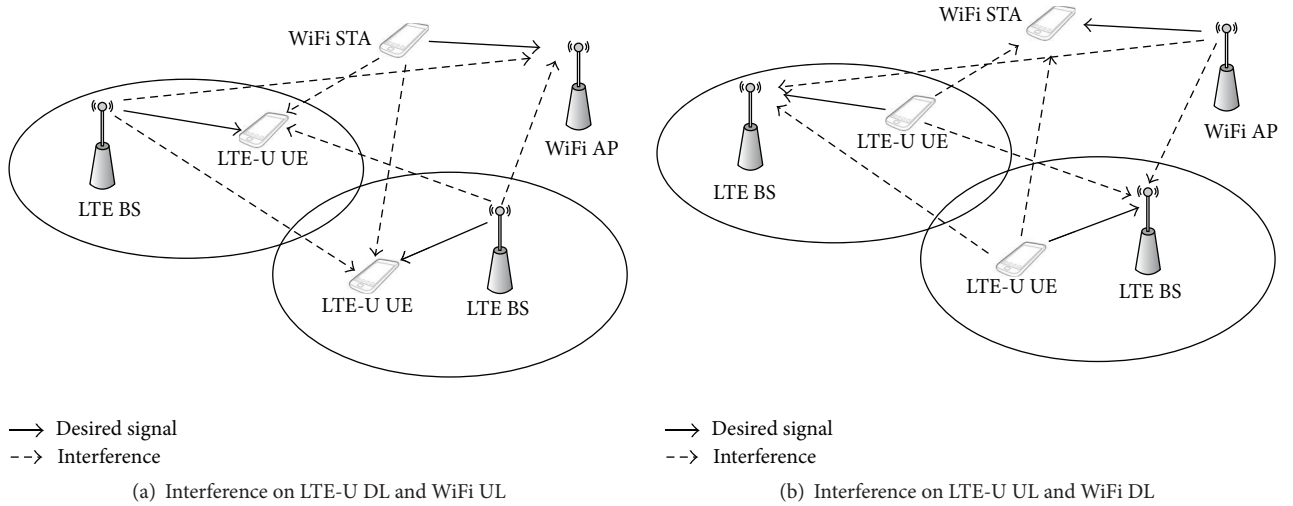 WiFi STA
WiFi AP
LTE-U UE
LTE BS
LTE-U UE
LTE BS
Desired signal
Interference
(a) Interference on LTE-U DL and WiFi UL
WiFi STA
WiFi AP
LTE-U UE
LTE BS
LTE-U UE
LTE BS
Desired signal
Interference
(b) Interference on LTE-U UL and WiFi DL